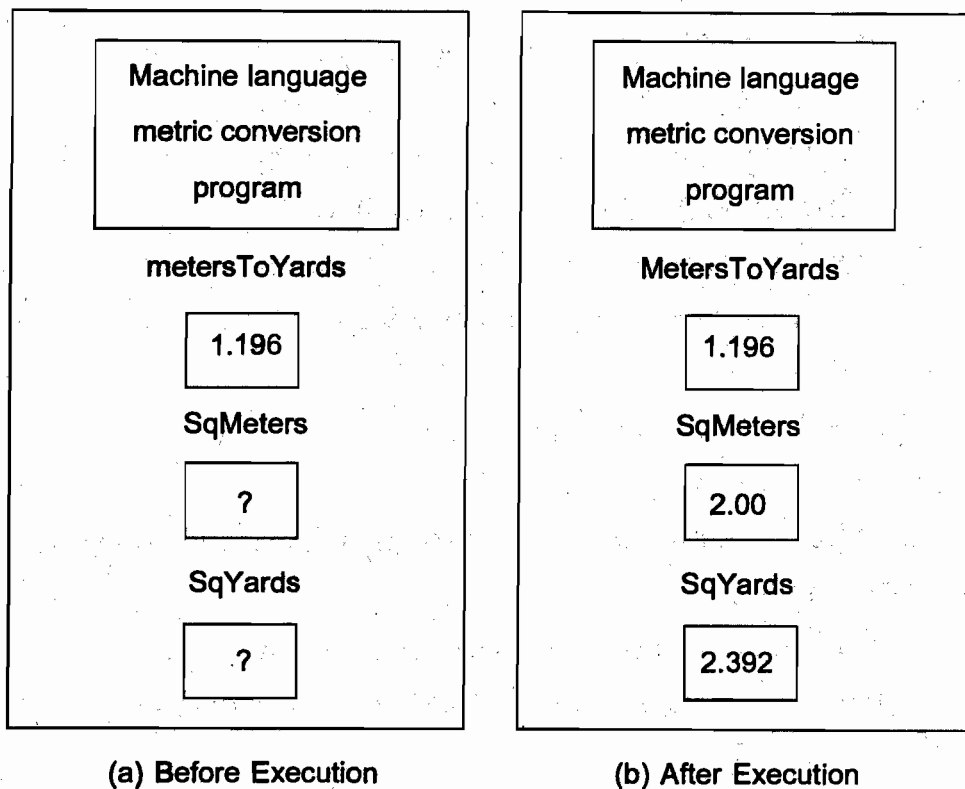 Machine language
metric conversion
program
metersToYards
1.196
SqMeters
?
SqYards
?
(a) Before Execution
Machine language
metric conversion
program
MetersToYards
1.196
SqMeters
2.00
SqYards
2.392
(b) After Execution